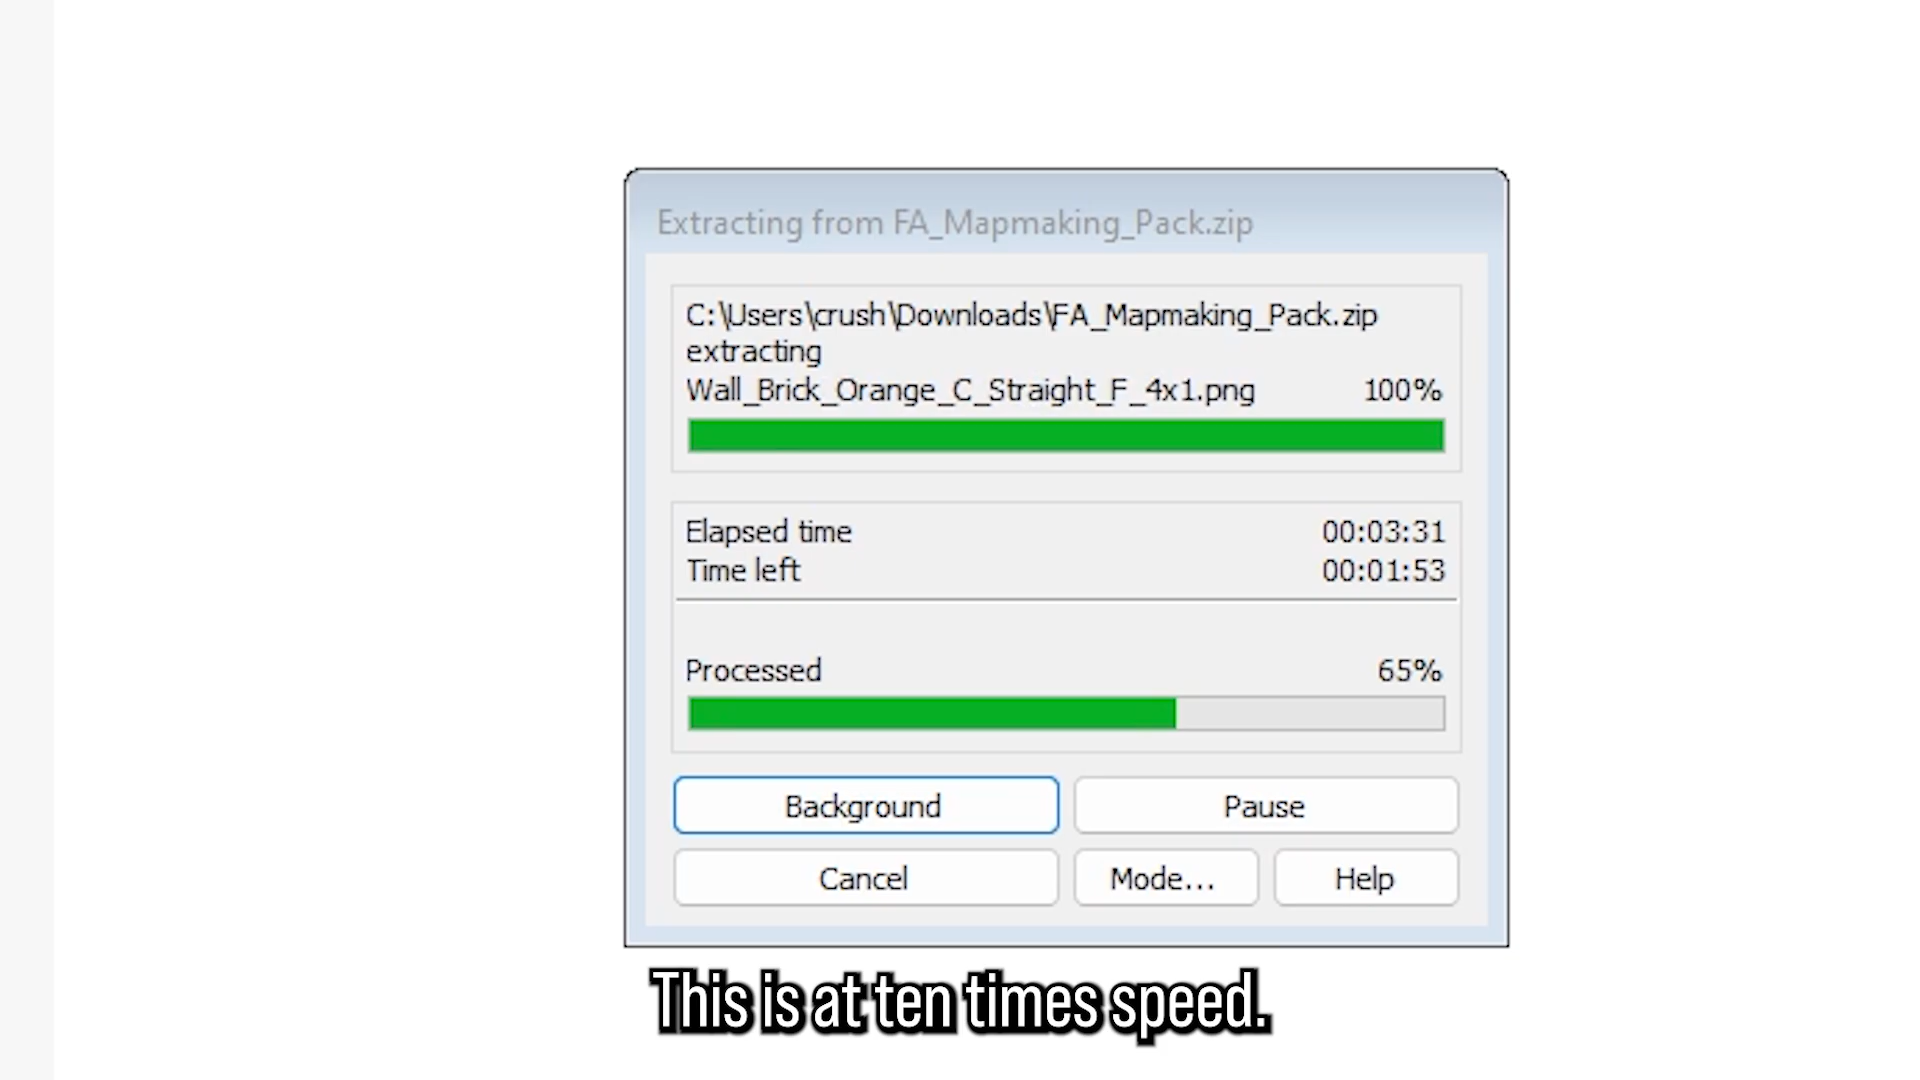 Extracting from FA_Mapmaking_Pack.zip
C:\Users\crush\Downloads\FA_Mapmaking_Pack.zip
extracting
Wall_Brick_Orange_C_Straight_F_4x1.png 100%
Elapsed time 00:03:31
Time left 00:01:53
Processed 65%
Background Pause
Cancel Mode... Help
This is at ten times speed.